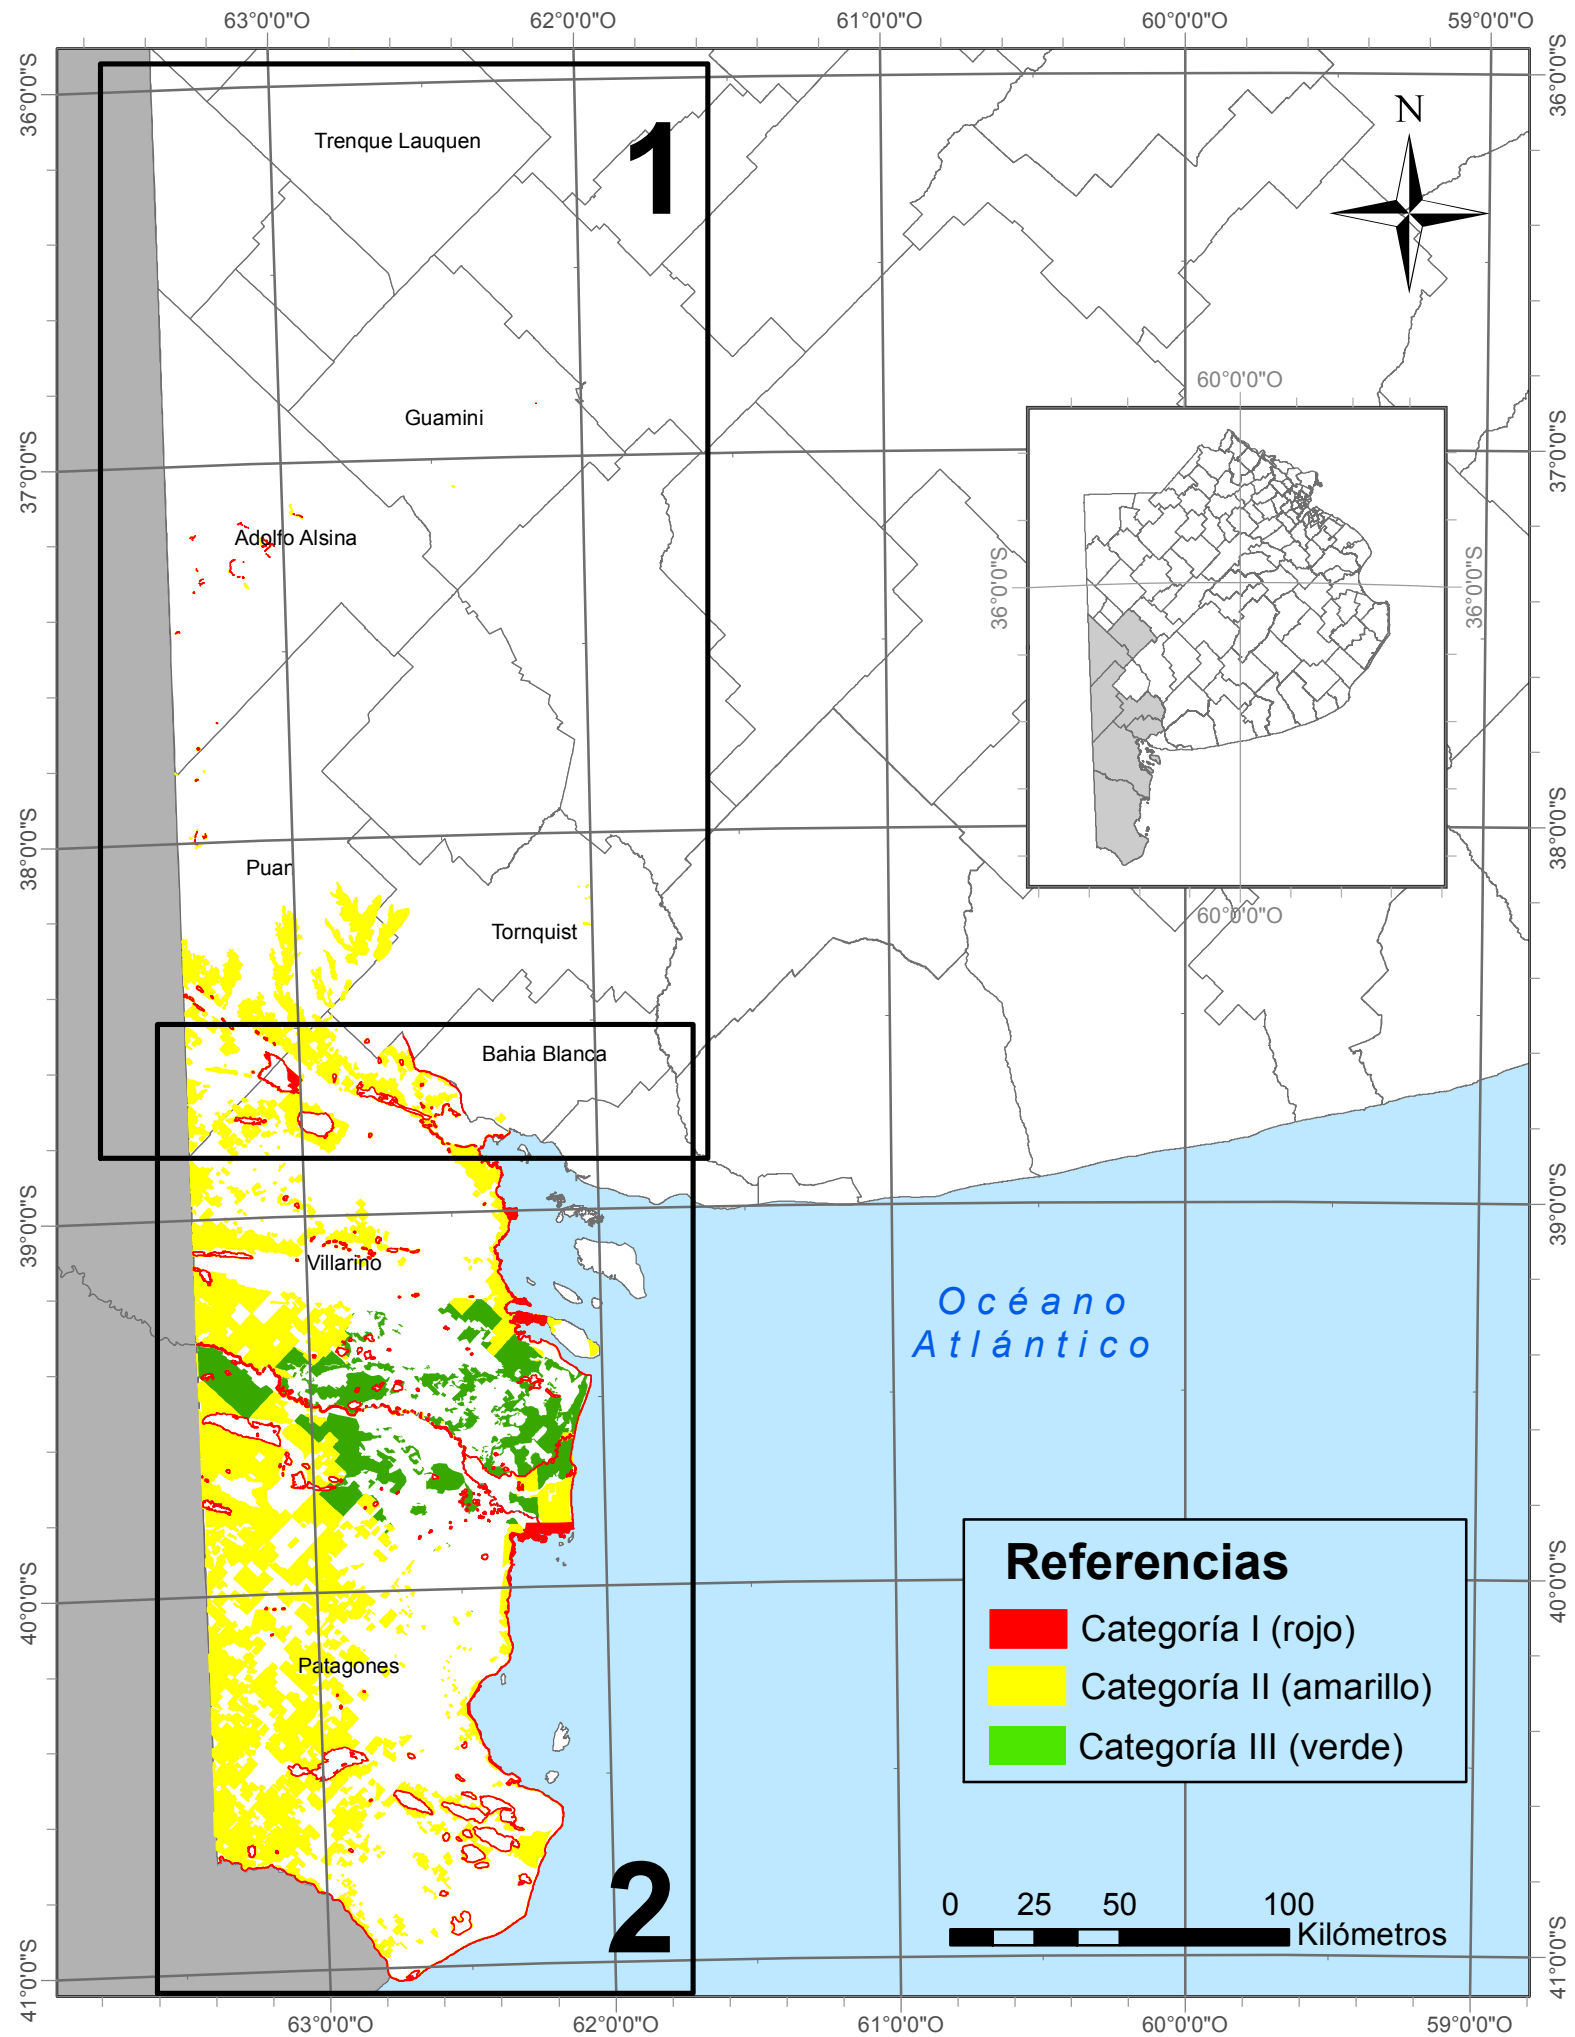 63°0'0"O 62°0'0"O 61°0'0"O 60°0'0"O 59°0'0"O
36°0'0"S
36°0'0"S
N
Trenque Lauquen
1
60°0'0"O
Guamini
37°0'0"S
37°0'0"S
Adolfo Alsina
36°0'0"S
36°0'0"S
38°0'0"S
38°0'0"S
Puan
60°0'0"O
Tornquist
Bahia Blanca
39°0'0"S
39°0'0"S
Villarino
Océano
Atlántico
Referencias
40°0'0"S
40°0'0"S
Categoría I (rojo)
Patagones
Categoría II (amarillo)
Categoría III (verde)
2
0 25 50 100
Kilómetros
41°0'0"S
41°0'0"S
63°0'0"O 62°0'0"O 61°0'0"O 60°0'0"O 59°0'0"O